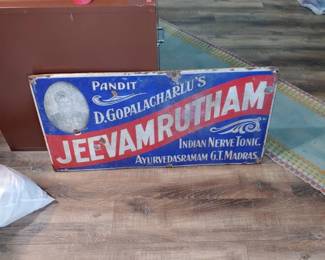 PANDIT
D. GOPALACHARLU'S
JEEVAMRUTHAM
INDIAN NERVE TONIC.
AYURVEDASRAMAM G.T. MADRAS.